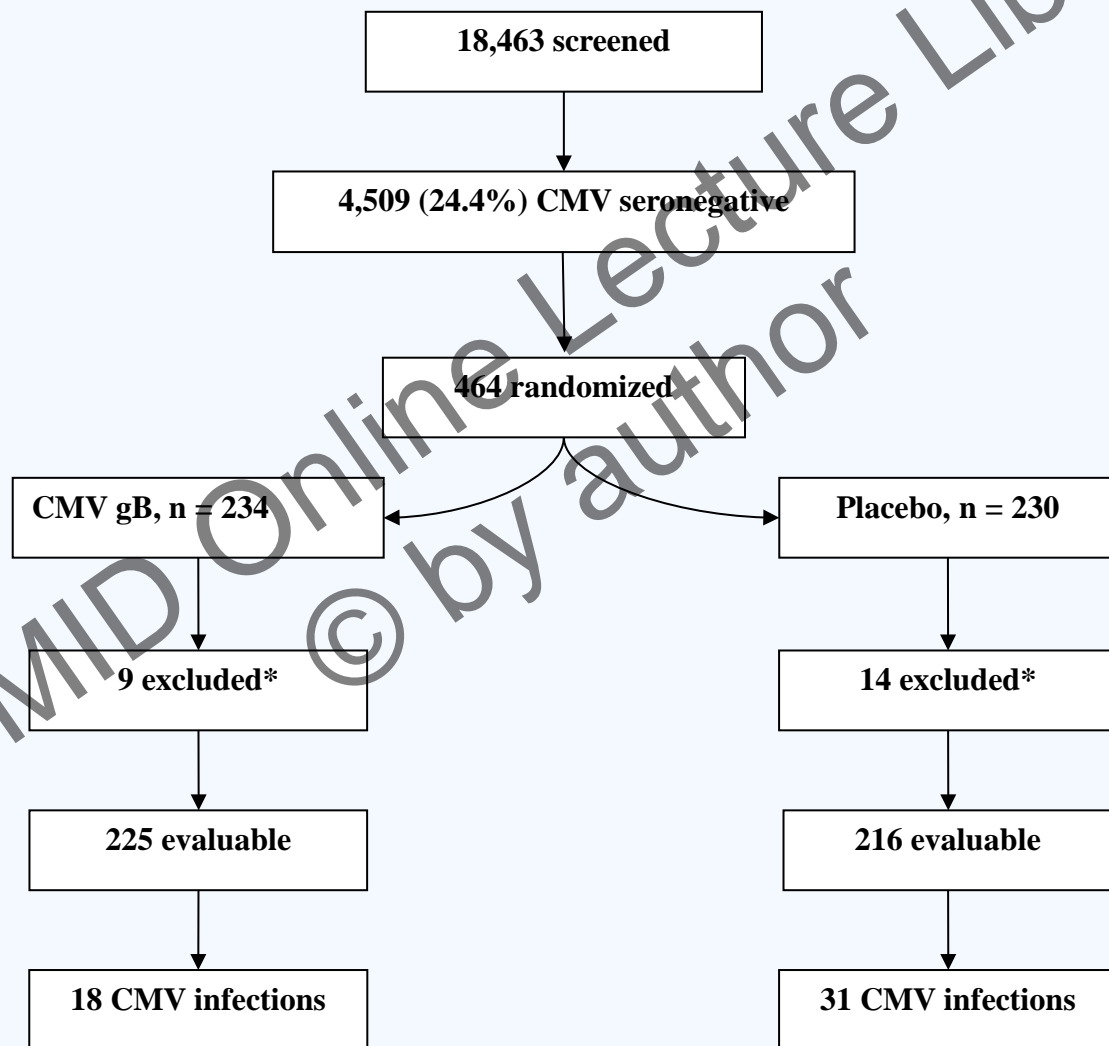 18,463 screened
4,509 (24.4%) CMV seronegative
464 randomized
CMV gB, n = 234
Placebo, n = 230
9 excluded*
14 excluded*
225 evaluable
216 evaluable
18 CMV infections
31 CMV infections
MID Online Lecture Lib
© by author